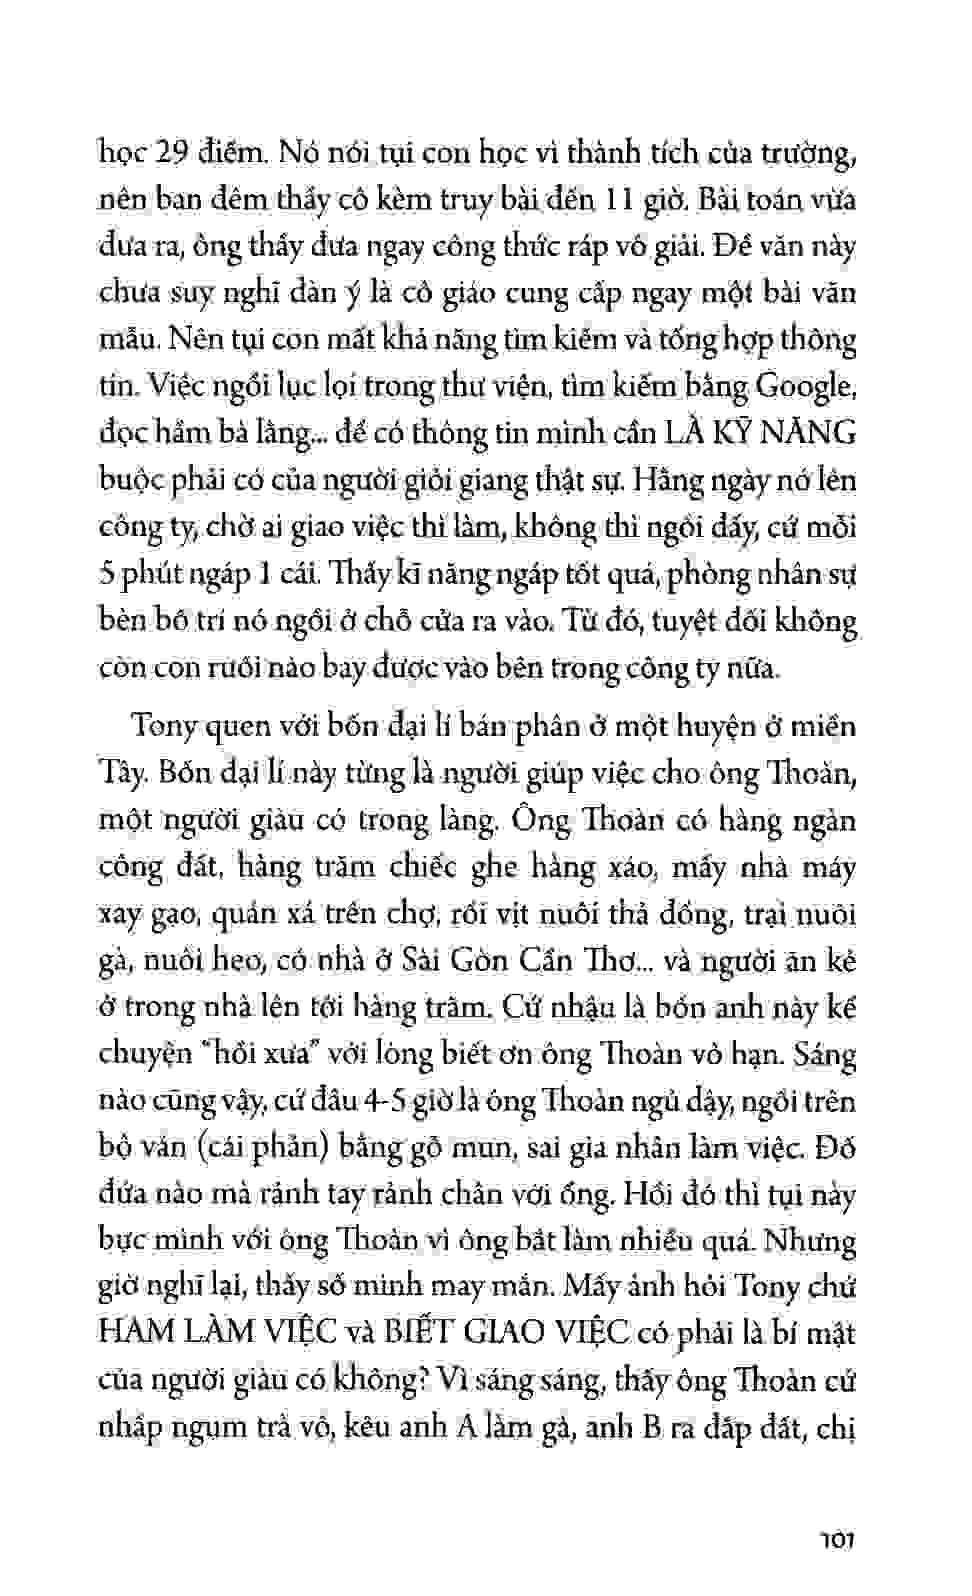 học 29 điểm. Nó nói tụi con học vì thành tích của trường,
nên ban đêm thầy cô kèm truy bài đến 11 giờ. Bài toán vừa
đưa ra, ông thầy đưa ngay công thức ráp vô giải. Đề văn này
chưa suy nghĩ dàn ý là cô giáo cung cấp ngay một bài văn
mẫu. Nên tụi con mất khả năng tìm kiếm và tổng hợp thông
tin. Việc ngồi lục lọi trong thư viện, tìm kiếm bằng Google,
đọc hầm bà lằng... để có thông tin mình cần LÀ KỸ NĂNG
buộc phải có của người giỏi giang thật sự. Hằng ngày nó lên
công ty, chờ ai giao việc thì làm, không thì ngồi đấy, cứ mỗi
5 phút ngáp 1 cái. Thấy kĩ năng ngáp tốt quá, phòng nhân sự
bèn bố trí nó ngồi ở chỗ cửa ra vào. Từ đó, tuyệt đối không
còn con ruồi nào bay được vào bên trong công ty nữa.
Tony quen với bốn đại lí bán phân ở một huyện ở miền
Tây. Bốn đại lí này từng là người giúp việc cho ông Thoàn,
một người giàu có trong làng. Ông Thoàn có hàng ngàn
công đất, hàng trăm chiếc ghe hàng xáo, mấy nhà máy
xay gạo, quán xá trên chợ, rồi vịt nuôi thả đồng, trại nuôi
gà, nuôi heo, có nhà ở Sài Gòn Cần Thơ... và người ăn kẻ
ở trong nhà lên tới hàng trăm. Cứ nhậu là bốn anh này kể
chuyện “hồi xưa” với lòng biết ơn ông Thoàn vô hạn. Sáng
nào cũng vậy, cứ đâu 4-5 giờ là ông Thoàn ngủ dậy, ngồi trên
bộ ván (cái phản) bằng gỗ mun, sai gia nhân làm việc. Đố
đứa nào mà rảnh tay rảnh chân với ổng. Hồi đó thì tụi này
bực mình với ông Thoàn vì ông bắt làm nhiều quá. Nhưng
giờ nghĩ lại, thấy số mình may mắn. Mấy ảnh hỏi Tony chứ
HAM LÀM VIỆC và BIẾT GIAO VIỆC có phải là bí mật
của người giàu có không? Vì sáng sáng, thấy ông Thoàn cứ
nhấp ngụm trà vô, kêu anh A làm gà, anh B ra đắp đất, chị
101